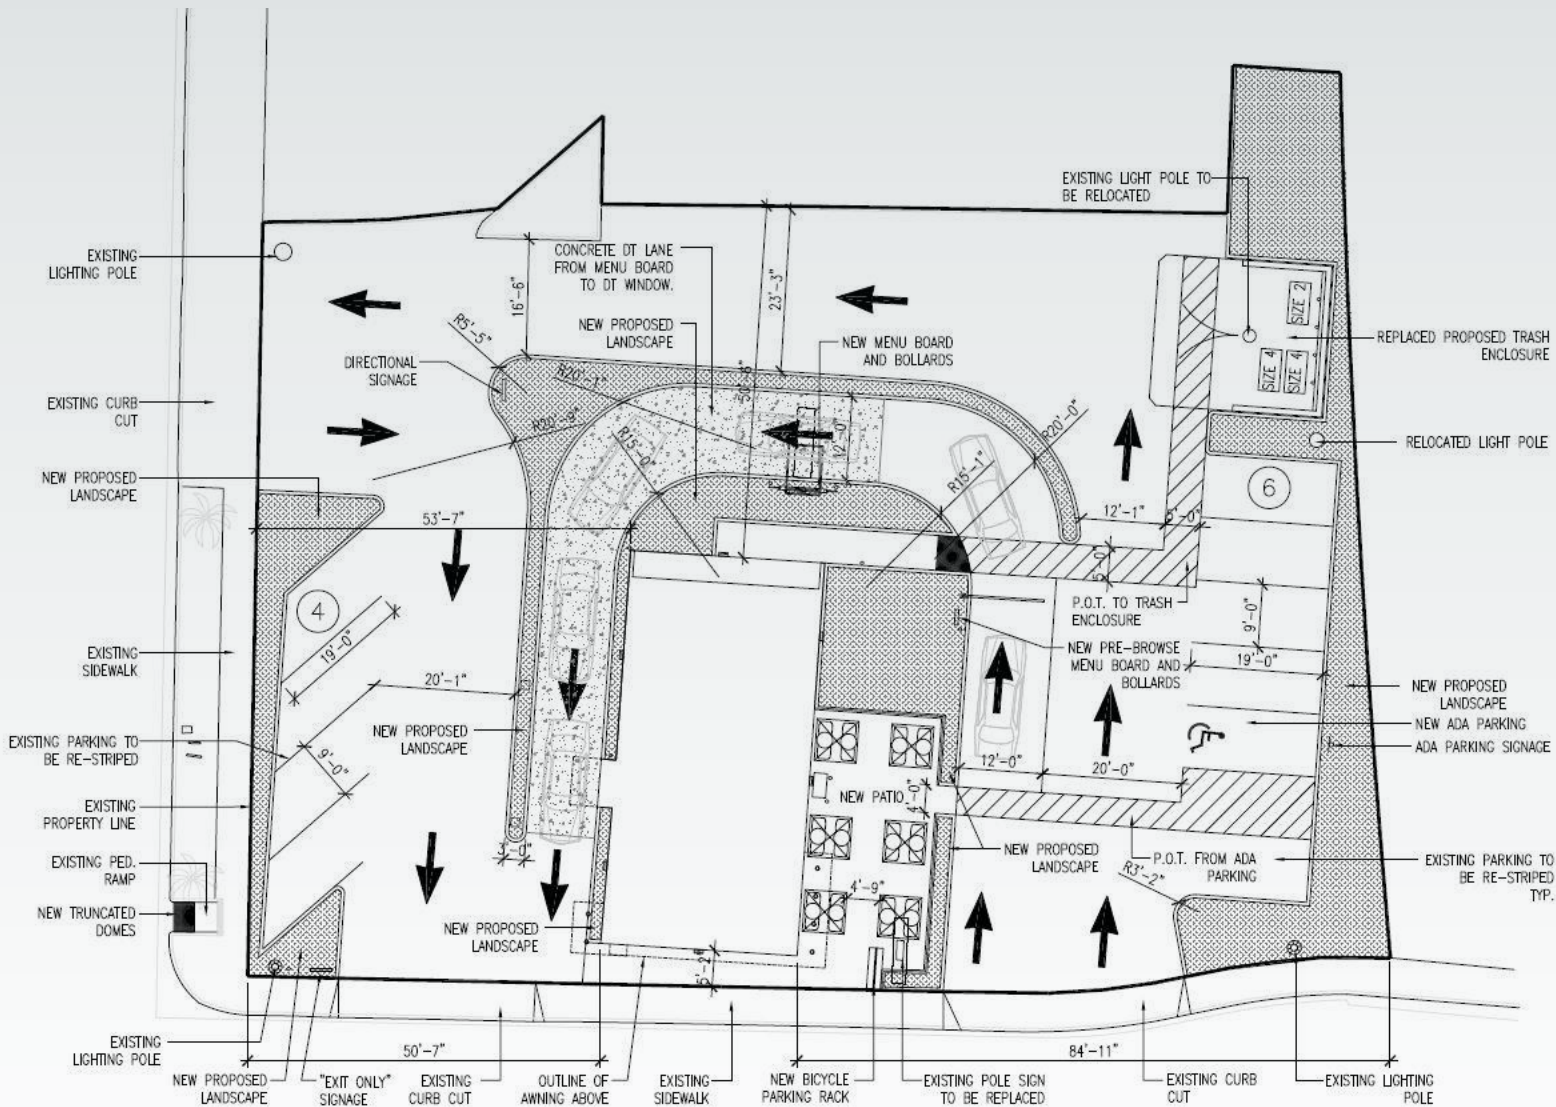 EXISTING LIGHT POLE TO
BE RELOCATED
EXISTING
LIGHTING POLE
CONCRETE DT LANE
FROM MENU BOARD
TO DT WINDOW.
16'-6"
23'-3"
SIZE 2
SIZE 4
SIZE 4
R5'-5"
NEW PROPOSED
LANDSCAPE
NEW MENU BOARD
AND BOLLARDS
REPLACED PROPOSED TRASH
ENCLOSURE
DIRECTIONAL
SIGNAGE
R20'-1"
50'-6"
EXISTING CURB
CUT
R20'-9"
R15'-0"
12'-0"
R20'-0"
RELOCATED LIGHT POLE
NEW PROPOSED
LANDSCAPE
R15'-1"
6
53'-7"
12'-1"
5'-0"
5'-0"
4
19'-0"
P.O.T. TO TRASH
ENCLOSURE
9'-0"
EXISTING
SIDEWALK
NEW PRE-BROWSE
MENU BOARD AND
BOLLARDS
19'-0"
20'-1"
NEW PROPOSED
LANDSCAPE
NEW PROPOSED
LANDSCAPE
NEW ADA PARKING
ADA PARKING SIGNAGE
EXISTING PARKING TO
BE RE-STRIPED
9'-0"
12'-0"
20'-0"
NEW PATIO
4'-0"
EXISTING
PROPERTY LINE
3'-0"
NEW PROPOSED
LANDSCAPE
P.O.T. FROM ADA
PARKING
EXISTING PARKING TO
BE RE-STRIPED
TYP.
EXISTING PED.
RAMP
R3'-2"
4'-9"
NEW TRUNCATED
DOMES
NEW PROPOSED
LANDSCAPE
5'-2"
EXISTING
LIGHTING POLE
50'-7"
84'-11"
NEW PROPOSED
LANDSCAPE
"EXIT ONLY"
SIGNAGE
EXISTING
CURB CUT
OUTLINE OF
AWNING ABOVE
EXISTING
SIDEWALK
NEW BICYCLE
PARKING RACK
EXISTING POLE SIGN
TO BE REPLACED
EXISTING CURB
CUT
EXISTING LIGHTING
POLE